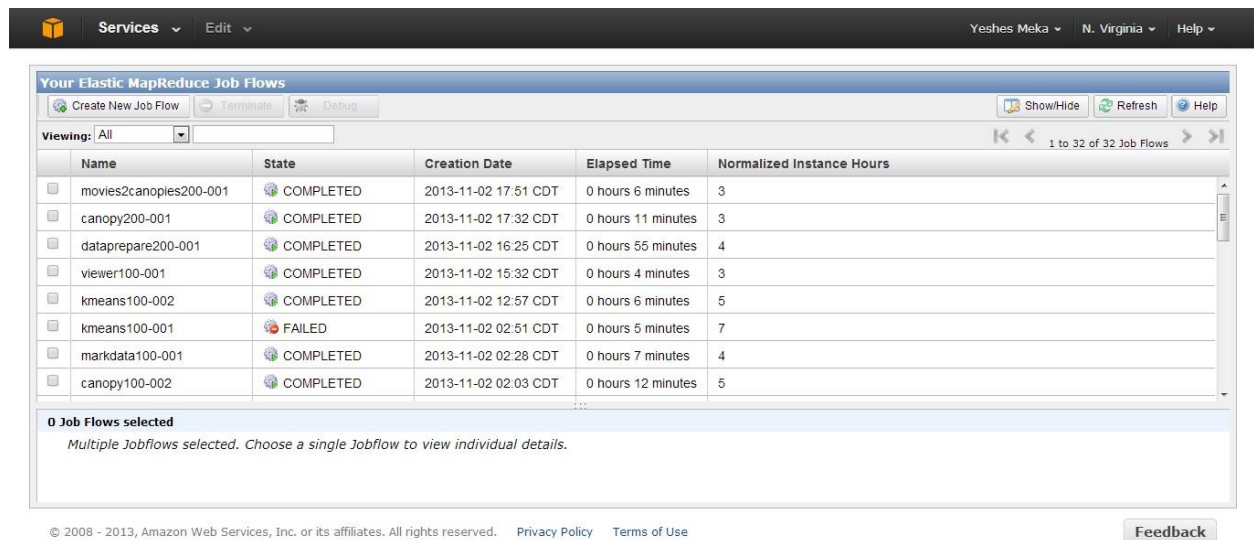 Services Edit Yeshes Meka N. Virginia Help
Your Elastic MapReduce Job Flows
Create New Job Flow Terminate Debug Show/Hide Refresh Help
Viewing: All 1 to 32 of 32 Job Flows
Name State Creation Date Elapsed Time Normalized Instance Hours
movies2canopies200-001 COMPLETED 2013-11-02 17:51 CDT 0 hours 6 minutes 3
canopy200-001 COMPLETED 2013-11-02 17:32 CDT 0 hours 11 minutes 3
dataprepare200-001 COMPLETED 2013-11-02 16:25 CDT 0 hours 55 minutes 4
viewer100-001 COMPLETED 2013-11-02 15:32 CDT 0 hours 4 minutes 3
kmeans100-002 COMPLETED 2013-11-02 12:57 CDT 0 hours 6 minutes 5
kmeans100-001 FAILED 2013-11-02 02:51 CDT 0 hours 5 minutes 7
markdata100-001 COMPLETED 2013-11-02 02:28 CDT 0 hours 7 minutes 4
canopy100-002 COMPLETED 2013-11-02 02:03 CDT 0 hours 12 minutes 5
0 Job Flows selected
Multiple Jobflows selected. Choose a single Jobflow to view individual details.
© 2008 - 2013, Amazon Web Services, Inc. or its affiliates. All rights reserved. Privacy Policy Terms of Use Feedback